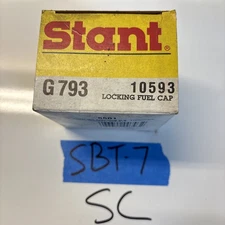 Stant®
G793 10593
LOCKING FUEL CAP
SBT-7
SC